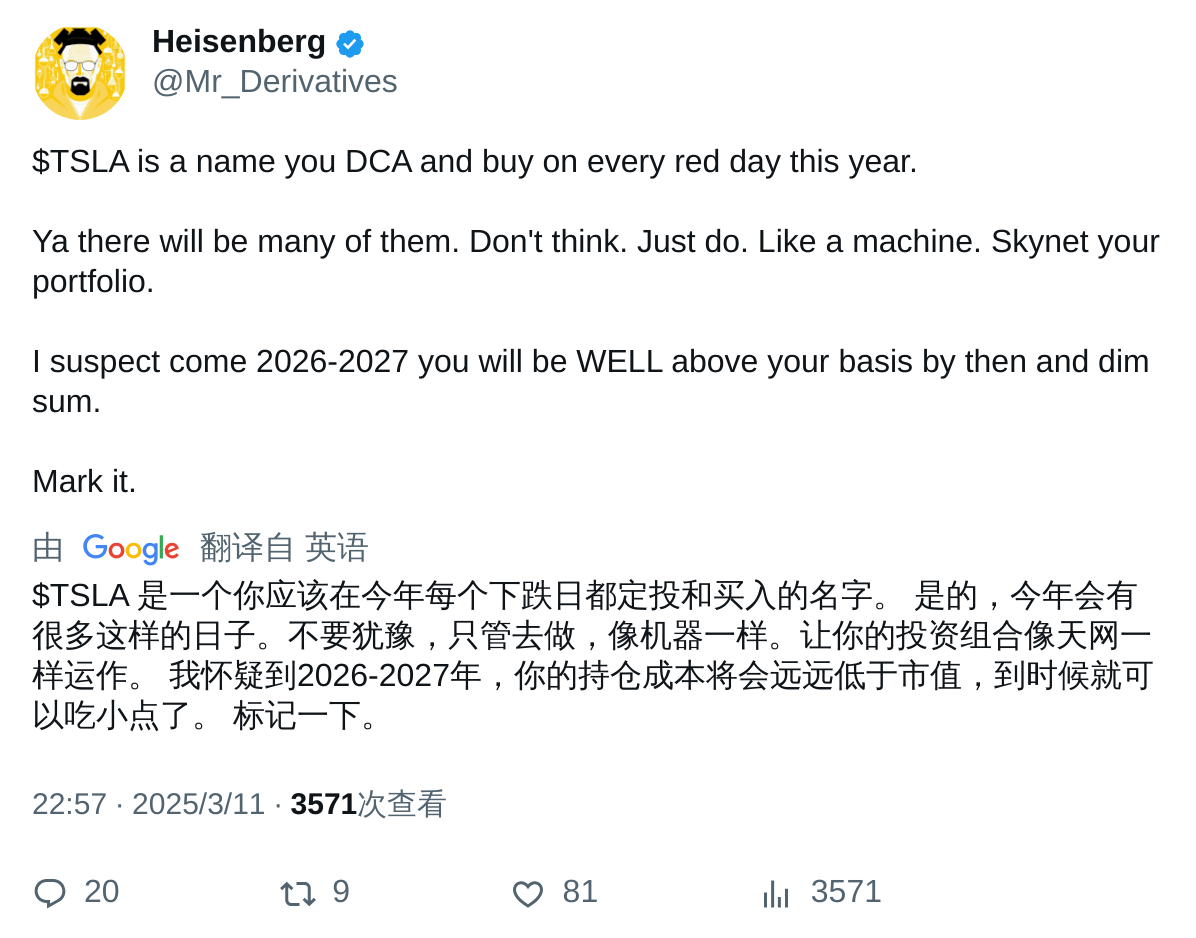 Heisenberg
@Mr_Derivatives
$TSLA is a name you DCA and buy on every red day this year.
Ya there will be many of them. Don't think. Just do. Like a machine. Skynet your
portfolio.
I suspect come 2026-2027 you will be WELL above your basis by then and dim
sum.
Mark it.
由 Google 翻译自 英语
$TSLA 是一个你应该在今年每个下跌日都定投和买入的名字。 是的，今年会有
很多这样的日子。不要犹豫，只管去做，像机器一样。让你的投资组合像天网一
样运作。 我怀疑到2026-2027年，你的持仓成本将会远远低于市值，到时候就可
以吃小点了。 标记一下。
22:57 · 2025/3/11 · 3571次查看
20 9 81 3571